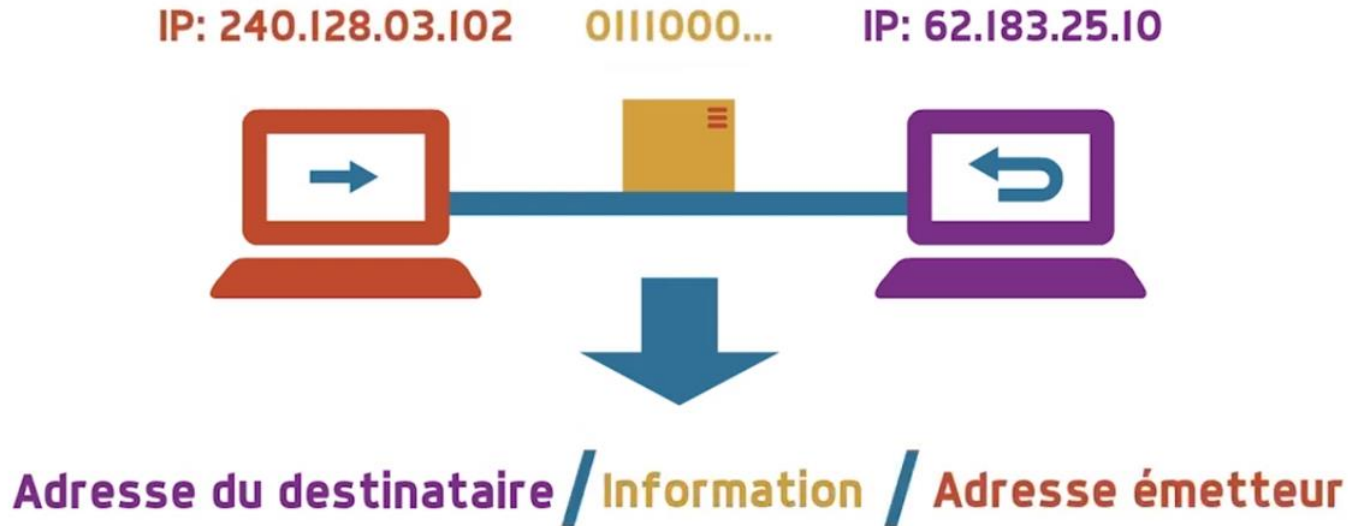 IP: 240.128.03.102 0111000... IP: 62.183.25.10
Adresse du destinataire / Information / Adresse émetteur